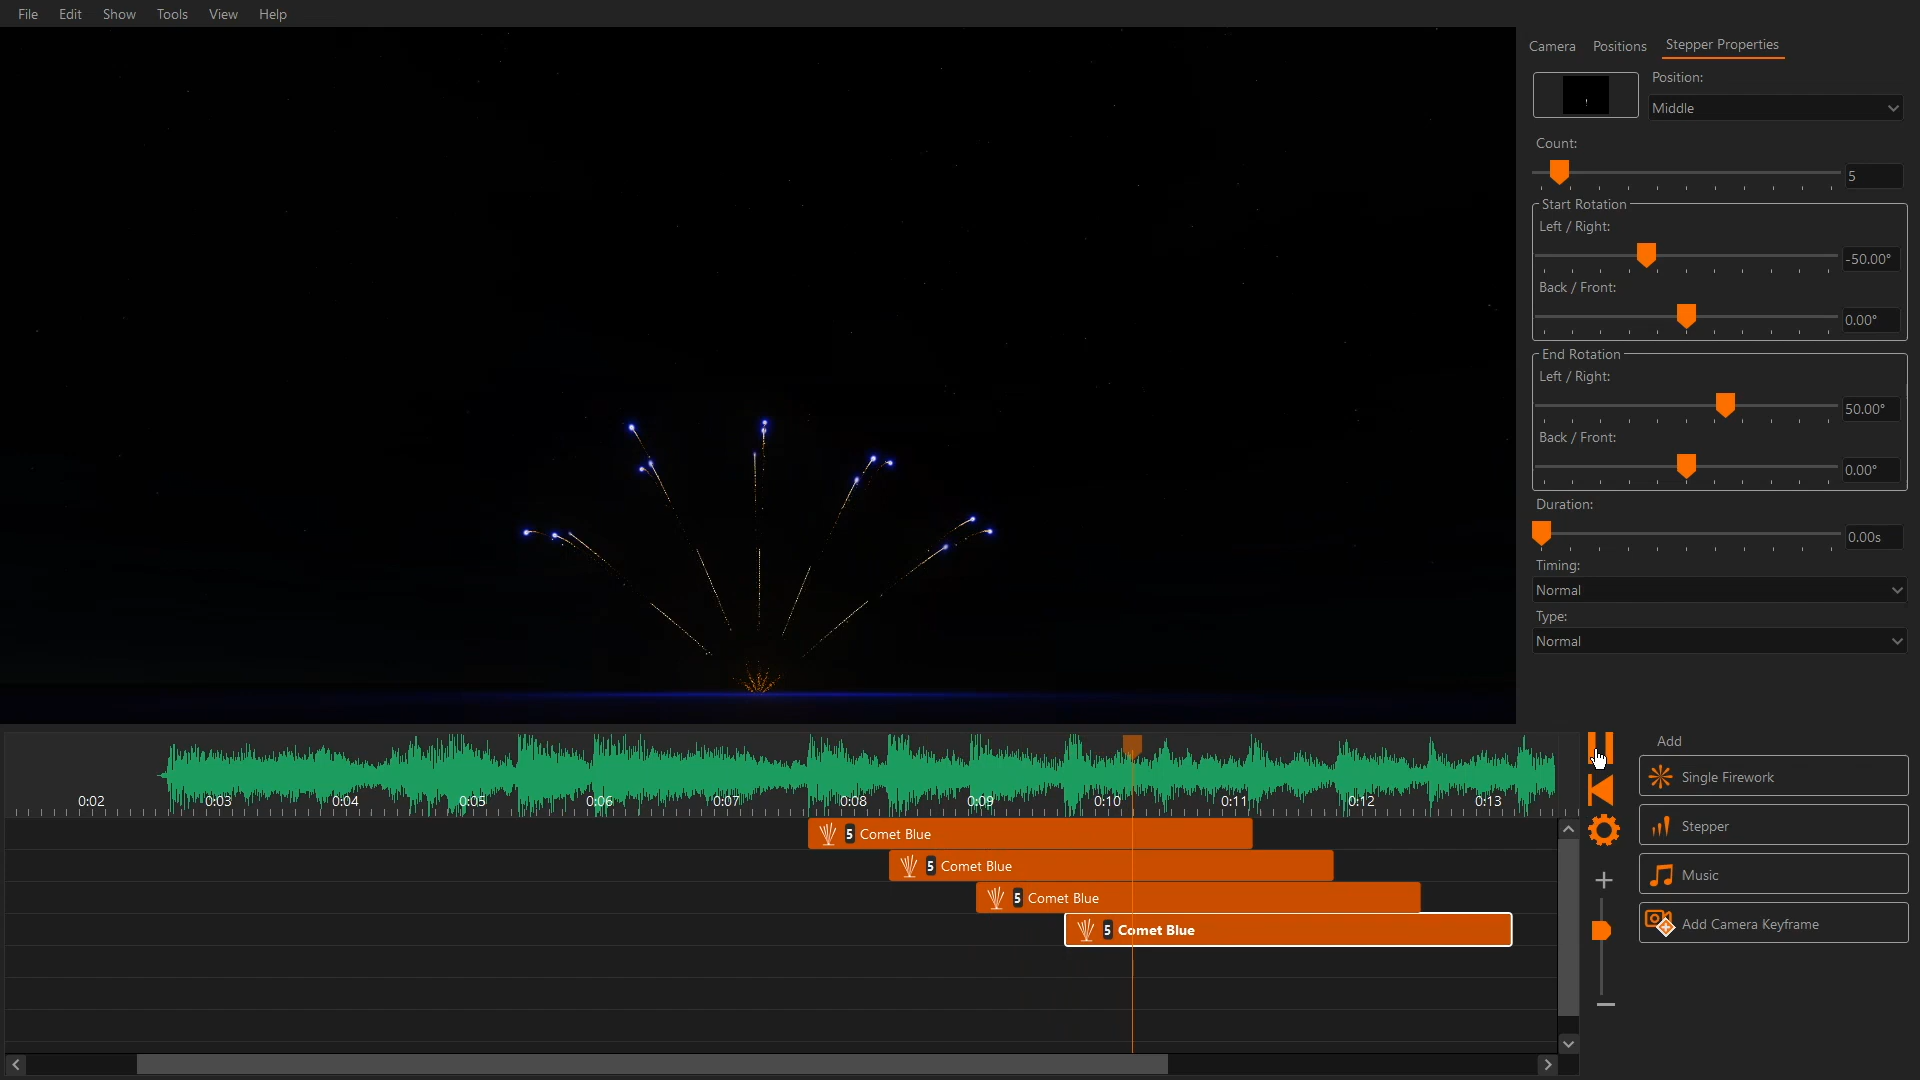 File Edit Show Tools View Help
Camera Positions Stepper Properties
Position:
Middle
Count:
5
Start Rotation
Left / Right:
-50.00°
Back / Front:
0.00°
End Rotation
Left / Right:
50.00°
Back / Front:
0.00°
Duration:
0.00s
Timing:
Normal
Type:
Normal
0:02 0:03 0:04 0:05 0:06 0:07 0:08 0:09 0:10 0:11 0:12 0:13
5 Comet Blue
5 Comet Blue
5 Comet Blue
5 Comet Blue
Add
Single Firework
Stepper
Music
Add Camera Keyframe